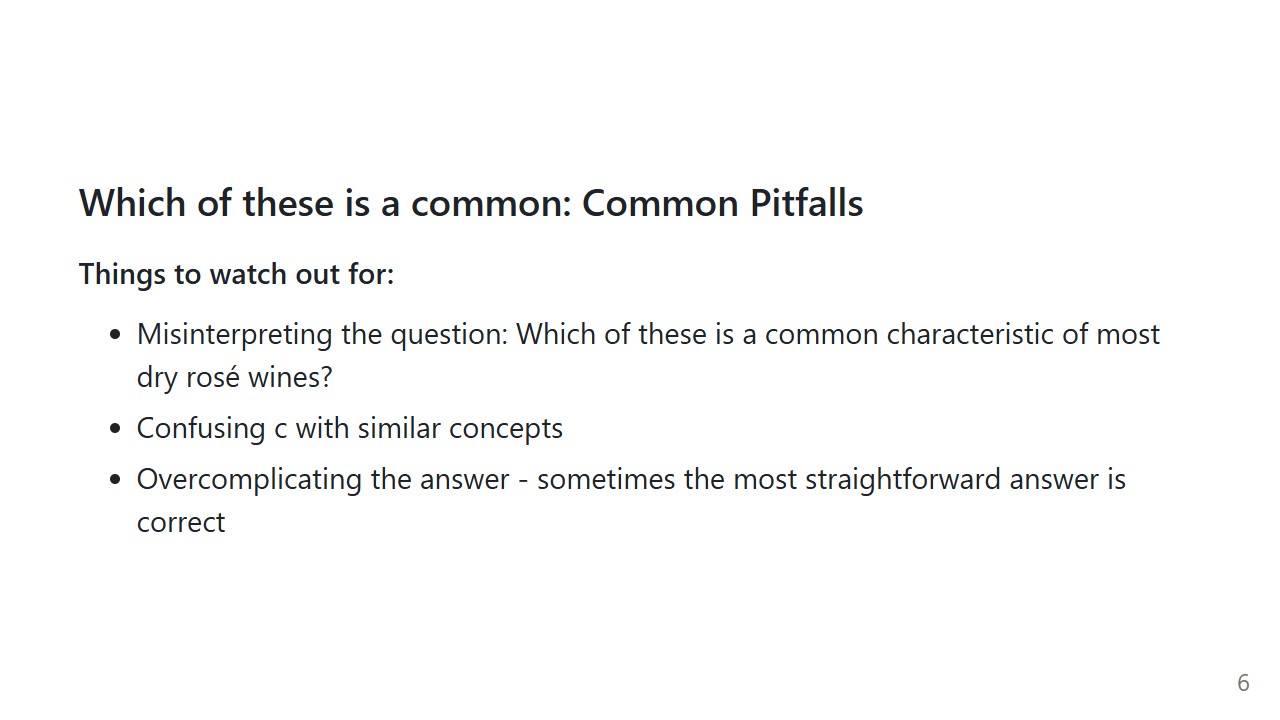 Which of these is a common: Common Pitfalls
Things to watch out for:
Misinterpreting the question: Which of these is a common characteristic of most
dry rosé wines?
Confusing c with similar concepts
Overcomplicating the answer - sometimes the most straightforward answer is
correct
6